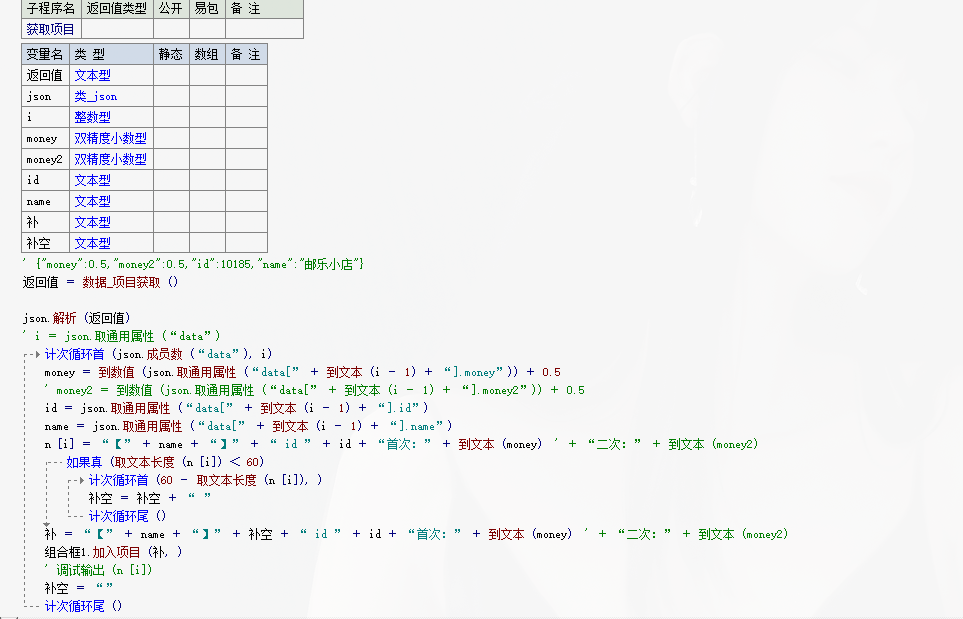 子程序名 返回值类型 公开 易包 备 注
获取项目
变量名 类 型 静态 数组 备 注
返回值 文本型
json 类_json
i 整数型
money 双精度小数型
money2 双精度小数型
id 文本型
name 文本型
补 文本型
补空 文本型
' {"money":0.5,"money2":0.5,"id":10185,"name":"邮乐小店"}
返回值 = 数据_项目获取 ()
json.解析 (返回值)
' i = json.取通用属性 (“data”)
计次循环首 (json.成员数 (“data”), i)
money = 到数值 (json.取通用属性 (“data[” + 到文本 (i - 1) + “].money”)) + 0.5
' money2 = 到数值 (json.取通用属性 (“data[” + 到文本 (i - 1) + “].money2”)) + 0.5
id = json.取通用属性 (“data[” + 到文本 (i - 1) + “].id”)
name = json.取通用属性 (“data[” + 到文本 (i - 1) + “].name”)
n [i] = “【” + name + “】” + “ id ” + id + “首次：” + 到文本 (money) ' + “二次：” + 到文本 (money2)
如果真 (取文本长度 (n [i]) < 60)
计次循环首 (60 - 取文本长度 (n [i]), )
补空 = 补空 + “ ”
计次循环尾 ()
补 = “【” + name + “】” + 补空 + “ id ” + id + “首次：” + 到文本 (money) ' + “二次：” + 到文本 (money2)
组合框1.加入项目 (补, )
' 调试输出 (n [i])
补空 = “”
计次循环尾 ()